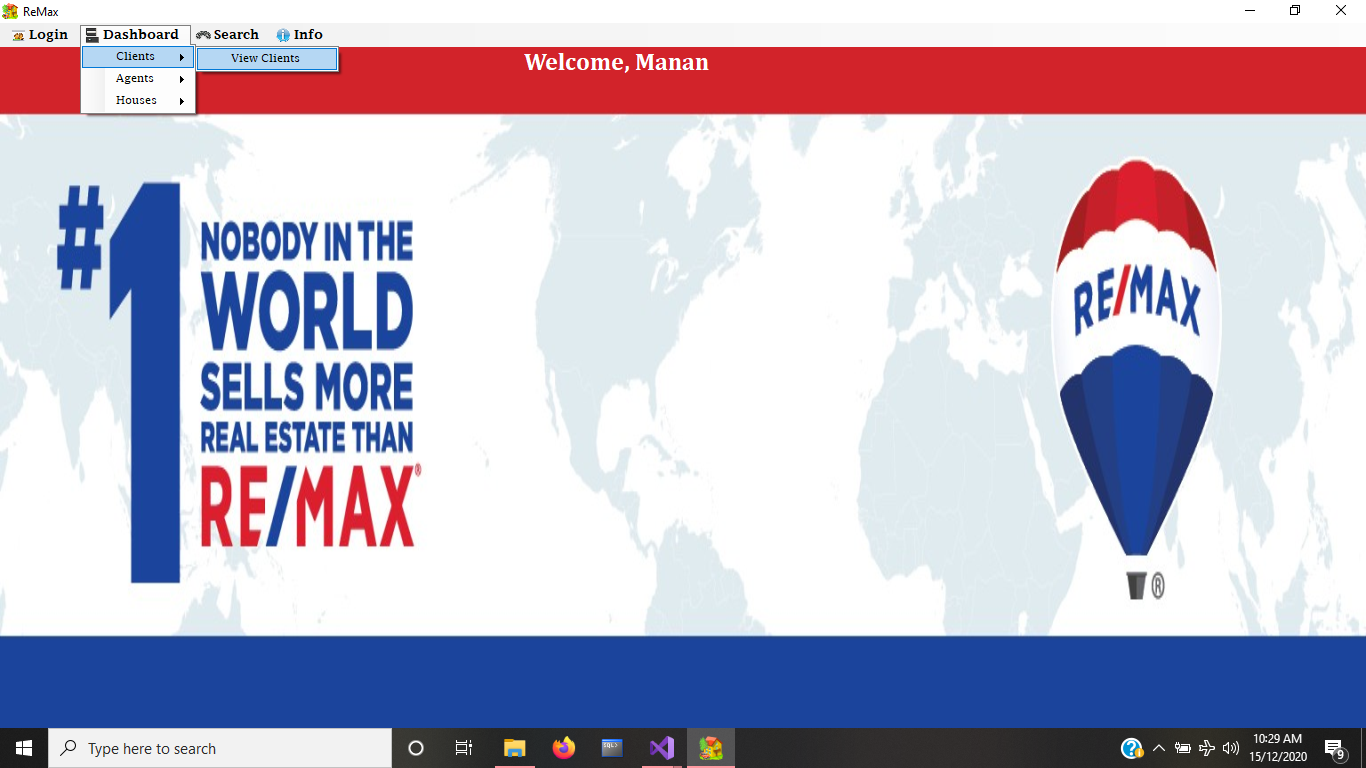 ReMax
Login Dashboard Search Info
Clients View Clients
Agents
Houses
Welcome, Manan
#1
NOBODY IN THE
WORLD
SELLS MORE
REAL ESTATE THAN
RE/MAX®
RE/MAX
®
Type here to search
10:29 AM
15/12/2020
9